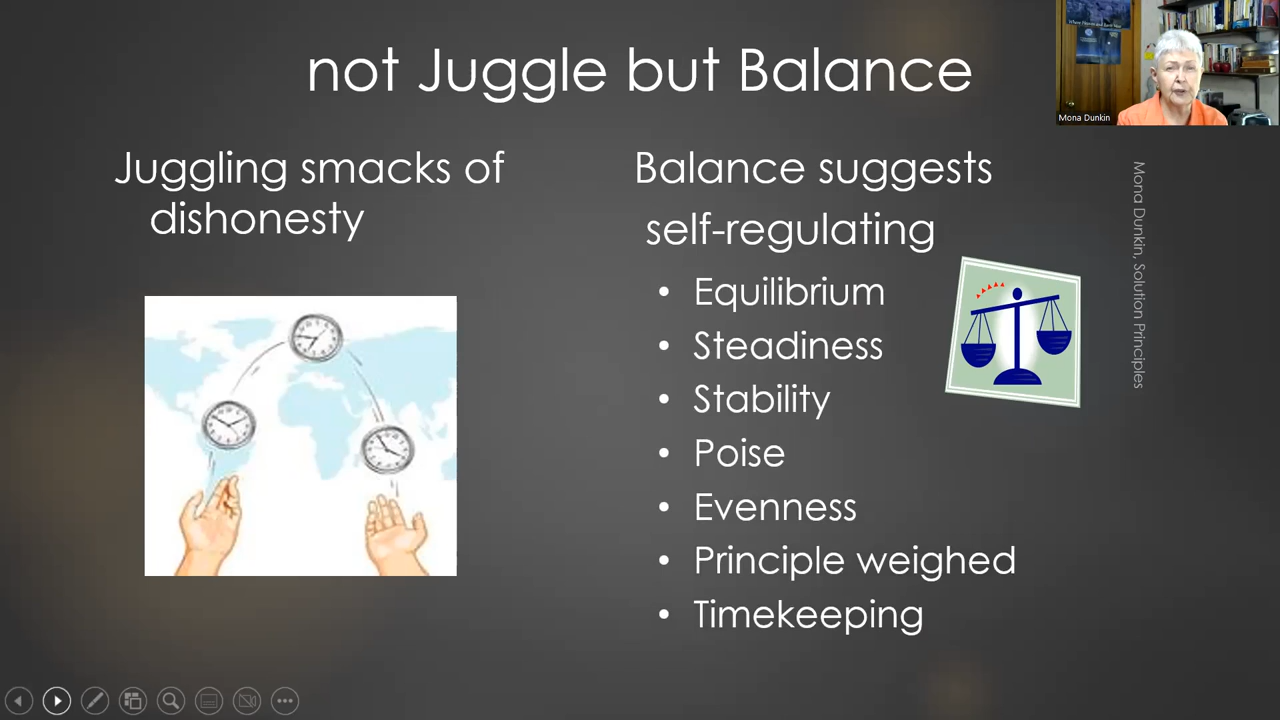 not Juggle but Balance
Juggling smacks of
dishonesty
Balance suggests
self-regulating
• Equilibrium
• Steadiness
• Stability
• Poise
• Evenness
• Principle weighed
• Timekeeping
Mona Dunkin, Solution Principles
Mona Dunkin